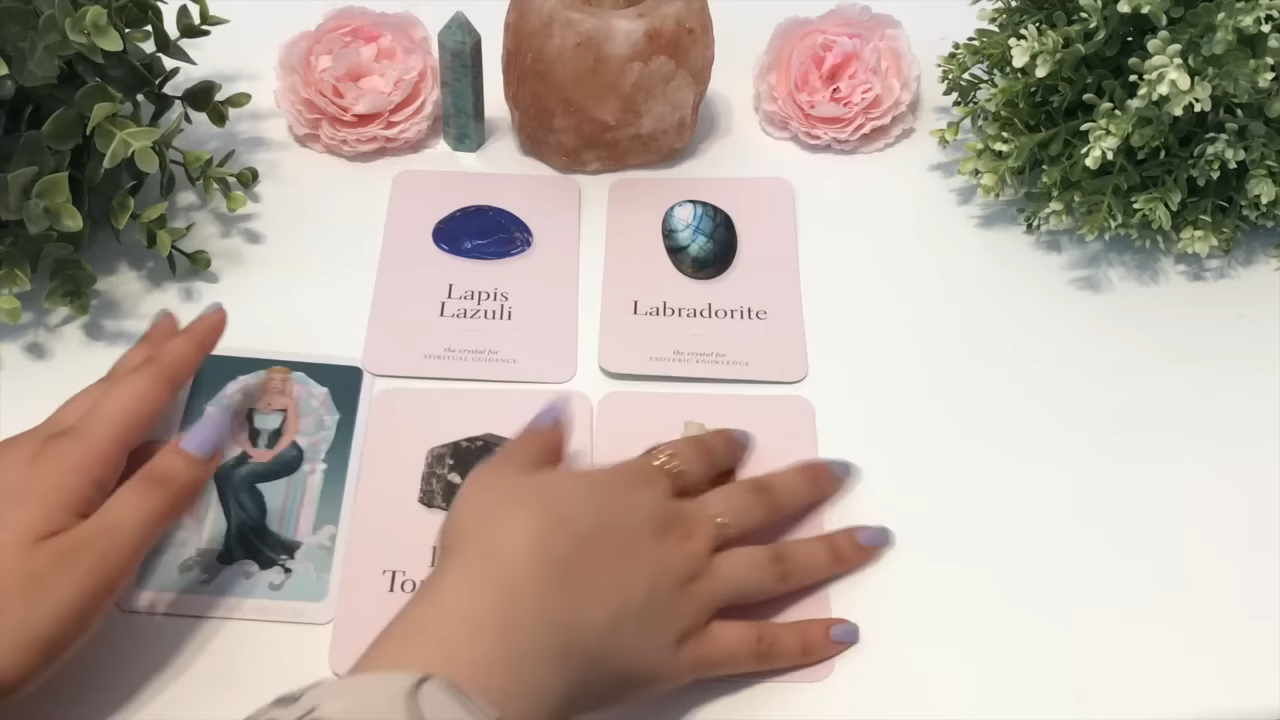 Lapis
Lazuli
the crystal for
SPIRITUAL GUIDANCE
Labradorite
the crystal for
ESOTERIC KNOWLEDGE